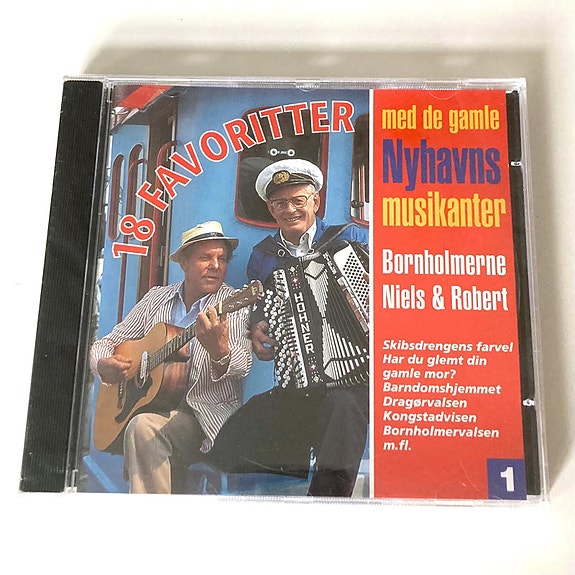 18 FAVORITTER
med de gamle
Nyhavns
musikanter
Bornholmerne
Niels & Robert
Skibsdrengens farvel
Har du glemt din
gamle mor?
Barndomshjemmet
Dragørvalsen
Kongstadvisen
Bornholmervalsen
m.fl.
1
HOHNER